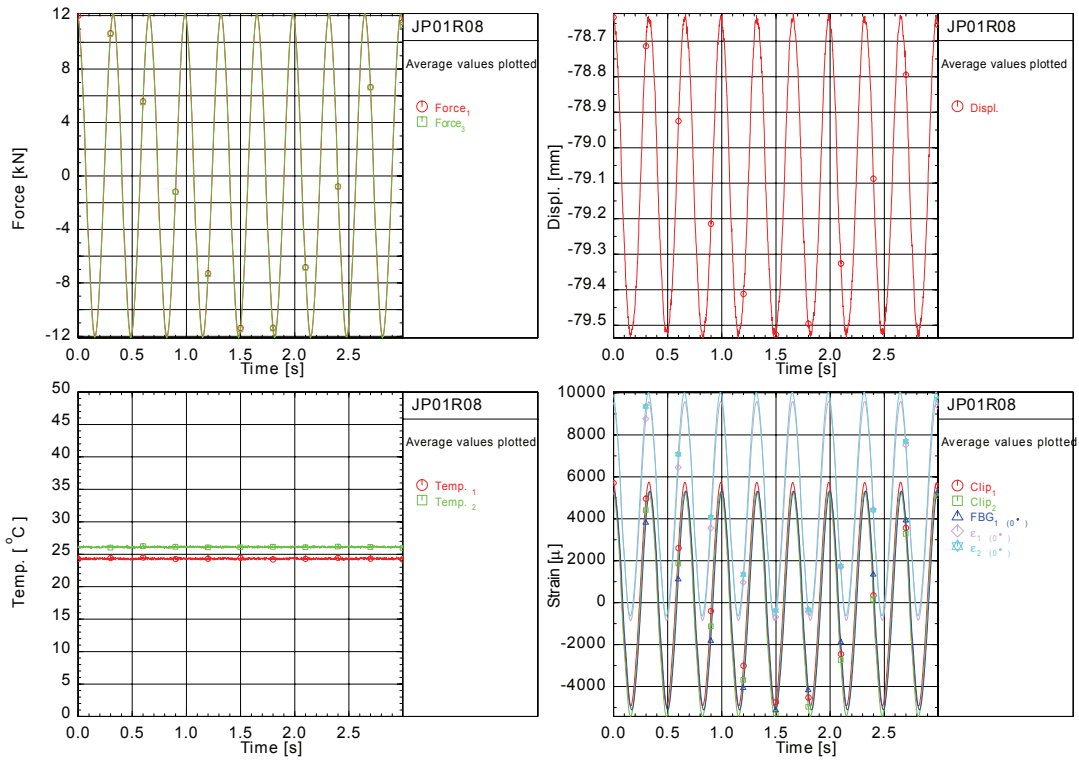 JP01R08
Average values plotted
Force1
Force3
Force [kN]
12
8
4
0
-4
-8
-12
0.0 0.5 1.0 1.5 2.0 2.5
Time [s]
JP01R08
Average values plotted
Displ.
Displ. [mm]
-78.7
-78.8
-78.9
-79.0
-79.1
-79.2
-79.3
-79.4
-79.5
0.0 0.5 1.0 1.5 2.0 2.5
Time [s]
JP01R08
Average values plotted
Temp. 1
Temp. 2
Temp. [ °C]
50
45
40
35
30
25
20
15
10
5
0
0.0 0.5 1.0 1.5 2.0 2.5
Time [s]
JP01R08
Average values plotted
Clip1
Clip2
FBG1 (0°)
ε1 (0°)
ε2 (0°)
Strain [µ]
10000
8000
6000
4000
2000
0
-2000
-4000
0.0 0.5 1.0 1.5 2.0 2.5
Time [s]